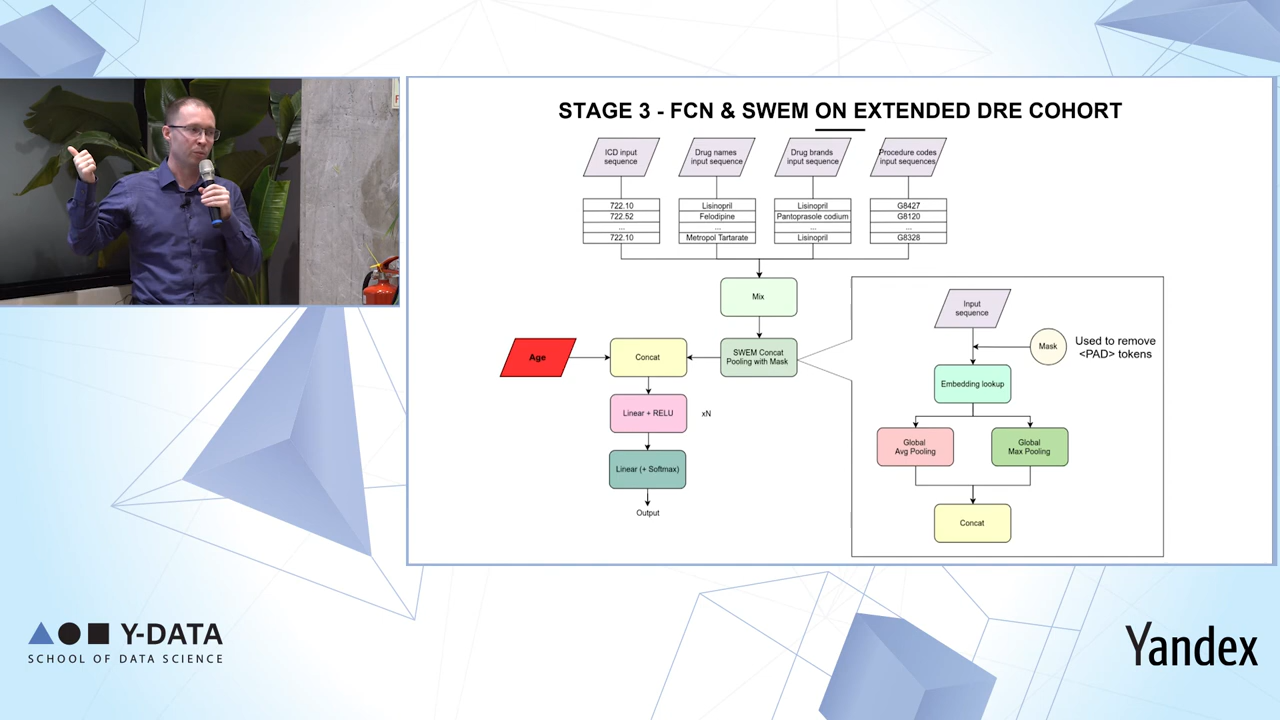 STAGE 3 - FCN & SWEM ON EXTENDED DRE COHORT
ICD input
sequence
Drug names
input sequence
Drug brands
input sequence
Procedure codes
input sequences
722.10
722.52
...
722.10
Lisinopril
Felodipine
...
Metropol Tartarate
Lisinopril
Pantoprasole codium
...
Lisinopril
G8427
G8120
...
G8328
Mix
Age
Concat
SWEM Concat
Pooling with Mask
Linear + RELU
xN
Linear (+ Softmax)
Output
Input
sequence
Mask
Used to remove
<PAD> tokens
Embedding lookup
Global
Avg Pooling
Global
Max Pooling
Concat
Y-DATA
SCHOOL OF DATA SCIENCE
Yandex